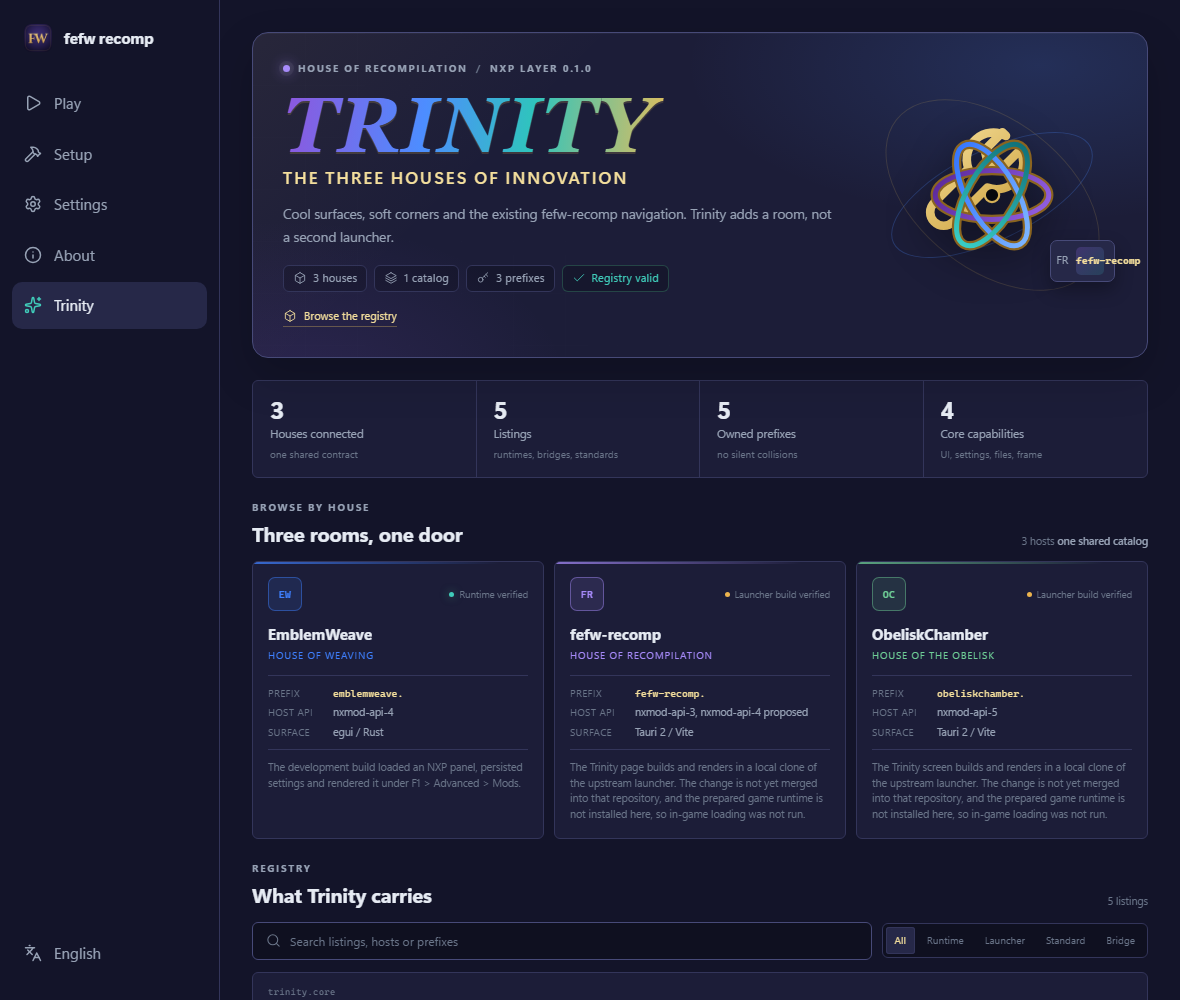 FW
fefw recomp
Play
Setup
Settings
About
Trinity
English
HOUSE OF RECOMPILATION / NXP LAYER 0.1.0
TRINITY
THE THREE HOUSES OF INNOVATION
Cool surfaces, soft corners and the existing fefw-recomp navigation. Trinity adds a room, not
a second launcher.
3 houses
1 catalog
3 prefixes
Registry valid
Browse the registry
FR fefw-recomp
3
Houses connected
one shared contract
5
Listings
runtimes, bridges, standards
5
Owned prefixes
no silent collisions
4
Core capabilities
UI, settings, files, frame
BROWSE BY HOUSE
Three rooms, one door
3 hosts one shared catalog
EW
Runtime verified
EmblemWeave
HOUSE OF WEAVING
PREFIX emblemweave.
HOST API nxmod-api-4
SURFACE egui / Rust
The development build loaded an NXP panel, persisted
settings and rendered it under F1 > Advanced > Mods.
FR
Launcher build verified
fefw-recomp
HOUSE OF RECOMPILATION
PREFIX fefw-recomp.
HOST API nxmod-api-3, nxmod-api-4 proposed
SURFACE Tauri 2 / Vite
The Trinity page builds and renders in a local clone of
the upstream launcher. The change is not yet merged
into that repository, and the prepared game runtime is
not installed here, so in-game loading was not run.
OC
Launcher build verified
ObeliskChamber
HOUSE OF THE OBELISK
PREFIX obeliskchamber.
HOST API nxmod-api-5
SURFACE Tauri 2 / Vite
The Trinity screen builds and renders in a local clone of
the upstream launcher. The change is not yet merged
into that repository, and the prepared game runtime is
not installed here, so in-game loading was not run.
REGISTRY
What Trinity carries
5 listings
Search listings, hosts or prefixes
All
Runtime
Launcher
Standard
Bridge
trinity.core